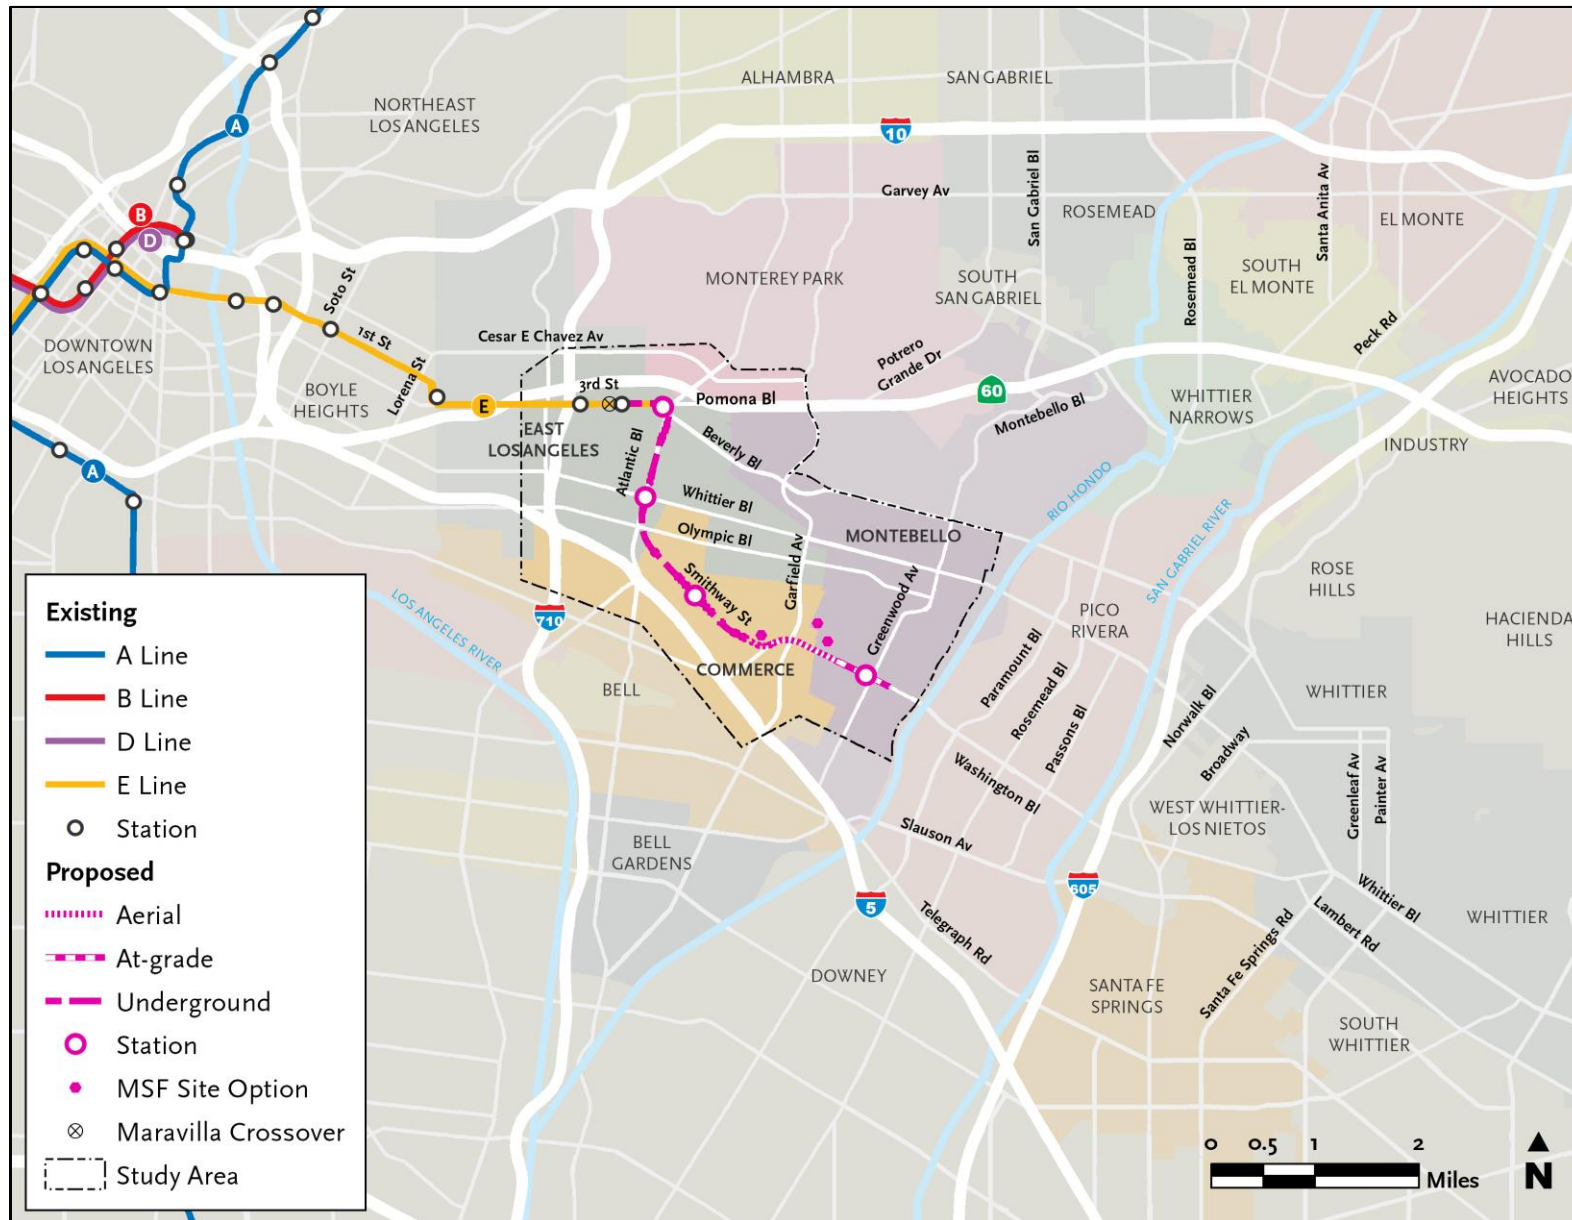 ALHAMBRA
SAN GABRIEL
NORTHEAST
LOS ANGELES
A
10
San Gabriel Bl
Garvey Av
ROSEMEAD
Santa Anita Av
EL MONTE
B
D
Rosemead Bl
MONTEREY PARK
SOUTH
SAN GABRIEL
SOUTH
EL MONTE
Soto St
1st St
Cesar E Chavez Av
Peck Rd
DOWNTOWN
LOS ANGELES
BOYLE
HEIGHTS
Lorena St
Potrero
Grande Dr
60
3rd St
Pomona Bl
E
Montebello Bl
WHITTIER
NARROWS
AVOCADO
HEIGHTS
INDUSTRY
EAST
LOS ANGELES
Atlantic Bl
Beverly Bl
A
Whittier Bl
Olympic Bl
MONTEBELLO
RIO HONDO
SAN GABRIEL RIVER
Garfield Av
Smithway St
Greenwood Av
ROSE
HILLS
HACIENDA
HILLS
LOS ANGELES RIVER
710
PICO
RIVERA
COMMERCE
BELL
Paramount Bl
Rosemead Bl
Passons Bl
Norwalk Bl
Broadway
WHITTIER
Washington Bl
Greenleaf Av
Painter Av
WEST WHITTIER-
LOS NIETOS
Slauson Av
BELL
GARDENS
5
605
Whittier Bl
Lambert Rd
WHITTIER
Telegraph Rd
DOWNEY
SANTA FE
SPRINGS
Santa Fe Springs Rd
SOUTH
WHITTIER
Existing
A Line
B Line
D Line
E Line
Station
Proposed
Aerial
At-grade
Underground
Station
MSF Site Option
Maravilla Crossover
Study Area
0 0.5 1 2
Miles
N